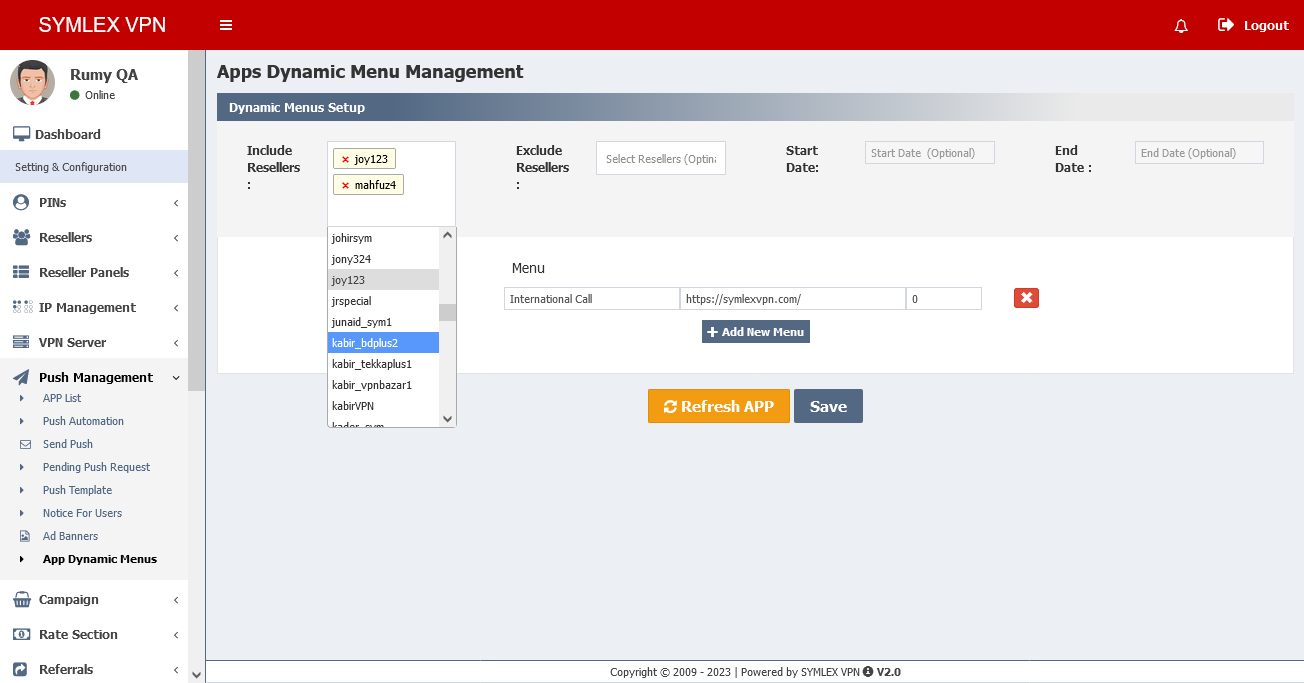 SYMLEX VPN
Logout
Rumy QA
Online
Dashboard
Setting & Configuration
PINs
Resellers
Reseller Panels
IP Management
VPN Server
Push Management
APP List
Push Automation
Send Push
Pending Push Request
Push Template
Notice For Users
Ad Banners
App Dynamic Menus
Campaign
Rate Section
Referrals
Apps Dynamic Menu Management
Dynamic Menus Setup
Include
Resellers
:
× joy123
× mahfuz4
Exclude
Resellers
:
Select Resellers (Optina
Start
Date:
Start Date (Optional)
End
Date :
End Date (Optional)
johirsym
jony324
joy123
jrspecial
junaid_sym1
kabir_bdplus2
kabir_tekkaplus1
kabir_vpnbazar1
kabirVPN
kader_sym
Menu
International Call https://symlexvpn.com/ 0
Add New Menu
Refresh APP Save
Copyright © 2009 - 2023 | Powered by SYMLEX VPN V2.0